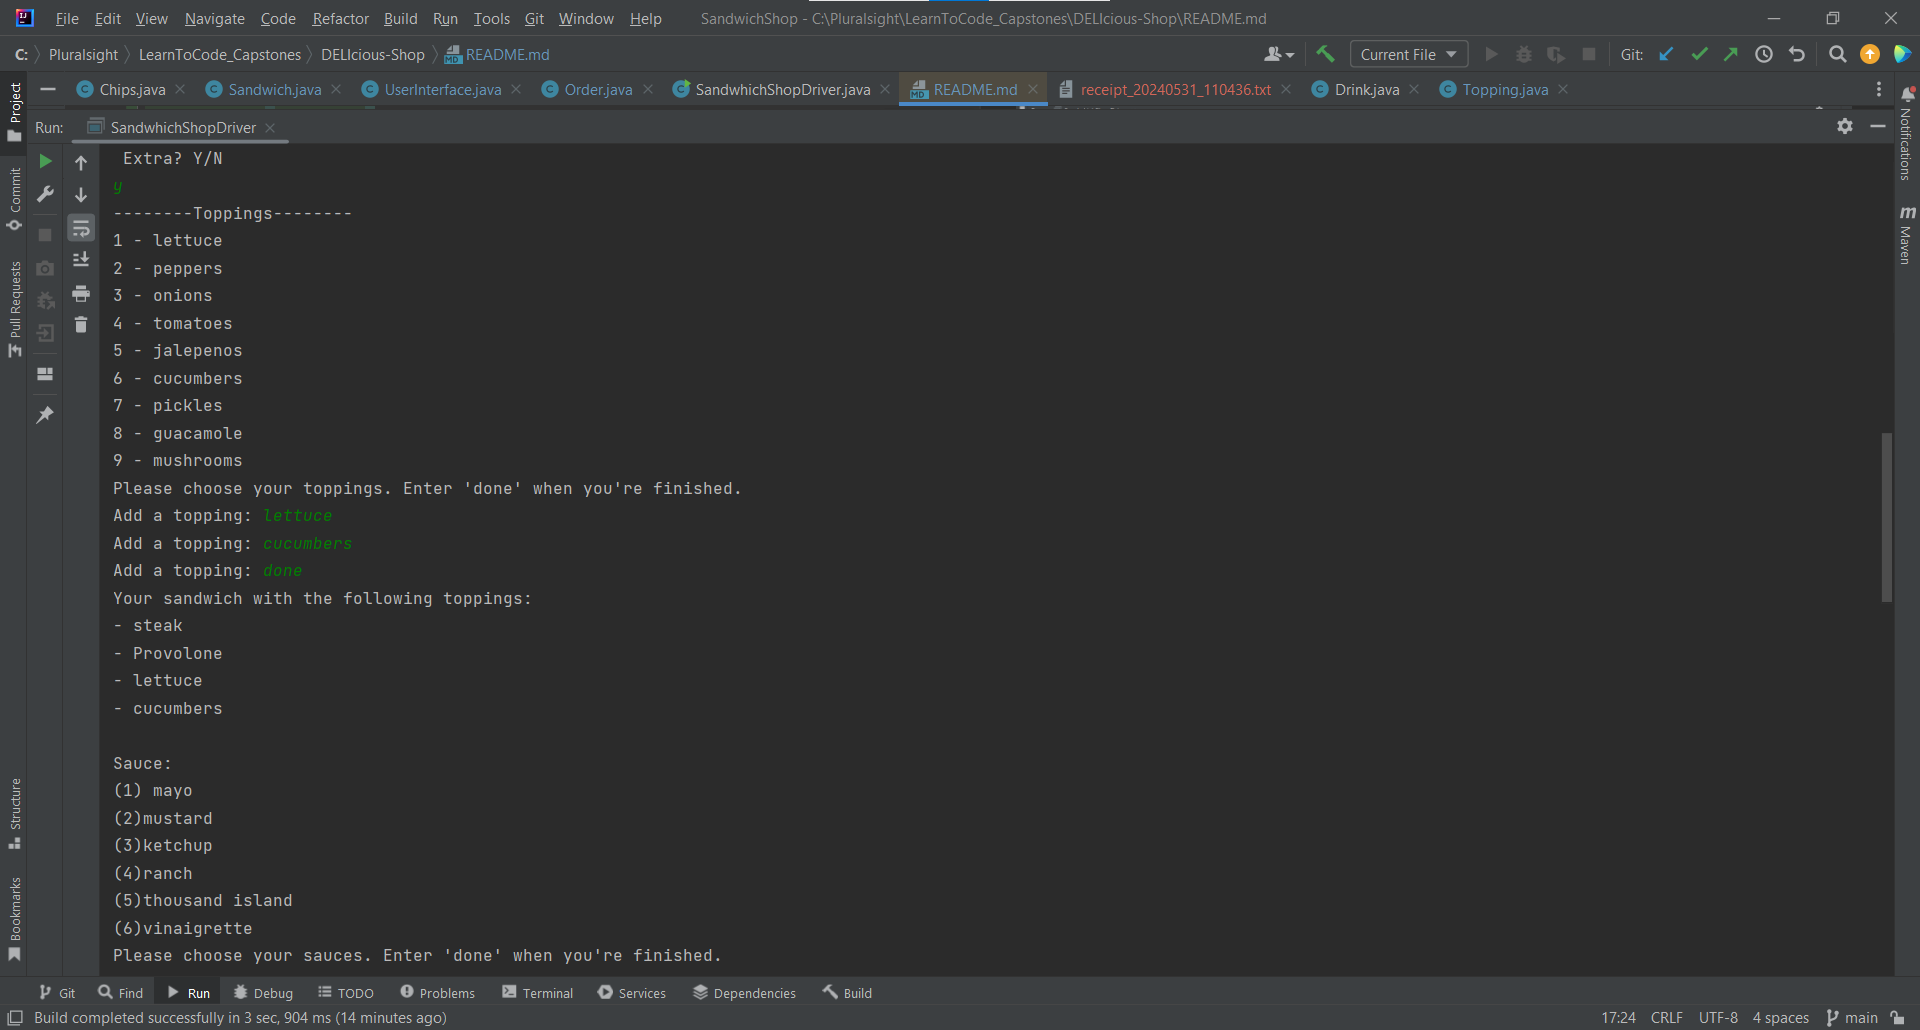 File Edit View Navigate Code Refactor Build Run Tools Git Window Help SandwichShop - C:\Pluralsight\LearnToCode_Capstones\DELIcious-Shop\README.md
C: Pluralsight LearnToCode_Capstones DELIcious-Shop README.md Current File Git:
Chips.java Sandwich.java UserInterface.java Order.java SandwhichShopDriver.java README.md receipt_20240531_110436.txt Drink.java Topping.java
Run: SandwhichShopDriver
Project
Commit
Pull Requests
Structure
Bookmarks
Notifications
Maven
Extra? Y/N
y
--------Toppings--------
1 - lettuce
2 - peppers
3 - onions
4 - tomatoes
5 - jalepenos
6 - cucumbers
7 - pickles
8 - guacamole
9 - mushrooms
Please choose your toppings. Enter 'done' when you're finished.
Add a topping: lettuce
Add a topping: cucumbers
Add a topping: done
Your sandwich with the following toppings:
- steak
- Provolone
- lettuce
- cucumbers
Sauce:
(1) mayo
(2)mustard
(3)ketchup
(4)ranch
(5)thousand island
(6)vinaigrette
Please choose your sauces. Enter 'done' when you're finished.
Git Find Run Debug TODO Problems Terminal Services Dependencies Build
Build completed successfully in 3 sec, 904 ms (14 minutes ago) 17:24 CRLF UTF-8 4 spaces main